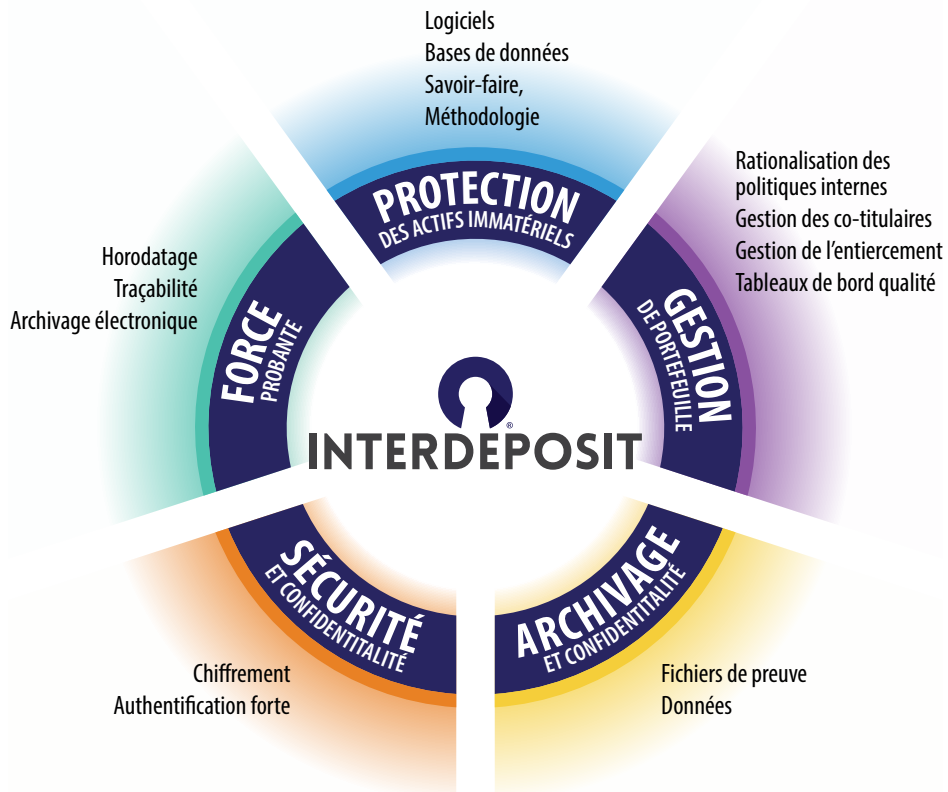 Logiciels
Bases de données
Savoir-faire,
Méthodologie
PROTECTION
DES ACTIFS IMMATÉRIELS
Rationalisation des
politiques internes
Gestion des co-titulaires
Gestion de l'entiercement
Tableaux de bord qualité
GESTION
DE PORTEFEUILLE
Horodatage
Traçabilité
Archivage électronique
FORCE
PROBANTE
®
INTERDEPOSIT
SÉCURITÉ
ET CONFIDENTITALITÉ
Chiffrement
Authentification forte
ARCHIVAGE
ET CONFIDENTITALITÉ
Fichiers de preuve
Données